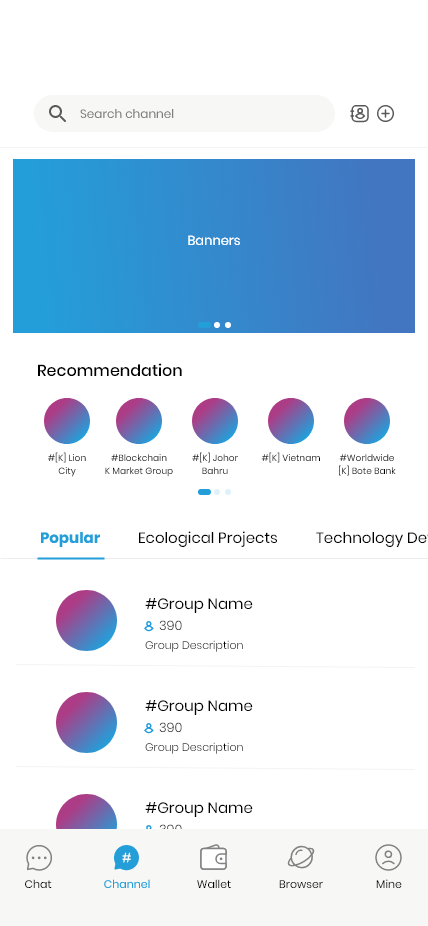 Search channel
Banners
Recommendation
#[K] Lion
City
#Blockchain
K Market Group
#[K] Johor
Bahru
#[K] Vietnam
#Worldwide
[K] Bote Bank
Popular
Ecological Projects
Technology De
#Group Name
390
Group Description
#Group Name
390
Group Description
#Group Name
390
#
Chat
Channel
Wallet
Browser
Mine